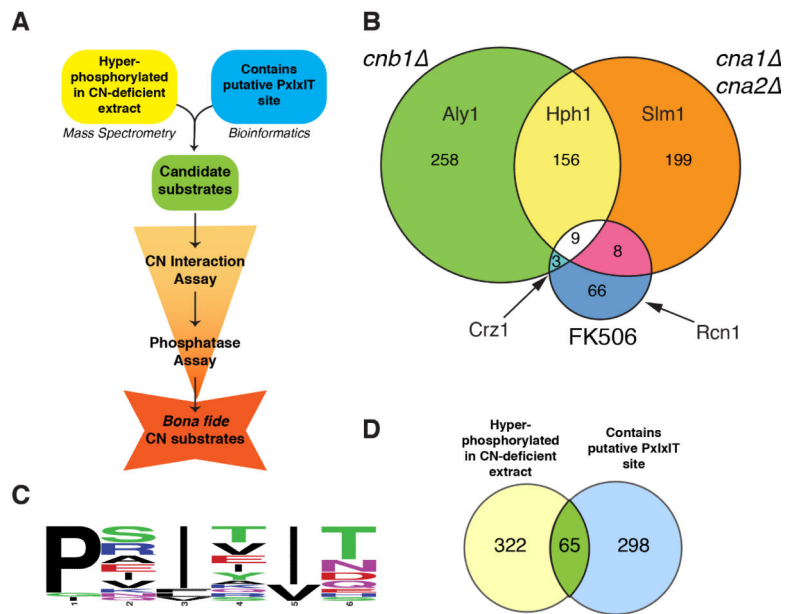 A
Hyper-
phosphorylated
in CN-deficient
extract
Contains
putative PxIxIT
site
Mass Spectrometry
Bioinformatics
Candidate
substrates
CN Interaction
Assay
Phosphatase
Assay
Bona fide
CN substrates
B
cnb1Δ
cna1Δ
cna2Δ
Aly1
Hph1
Slm1
258
156
199
9
3
8
66
Crz1
FK506
Rcn1
C
P S I T I T
R V N
A E D
E
1 2 3 4 5 6
D
Hyper-
phosphorylated
in CN-deficient
extract
Contains
putative PxIxIT
site
322
65
298